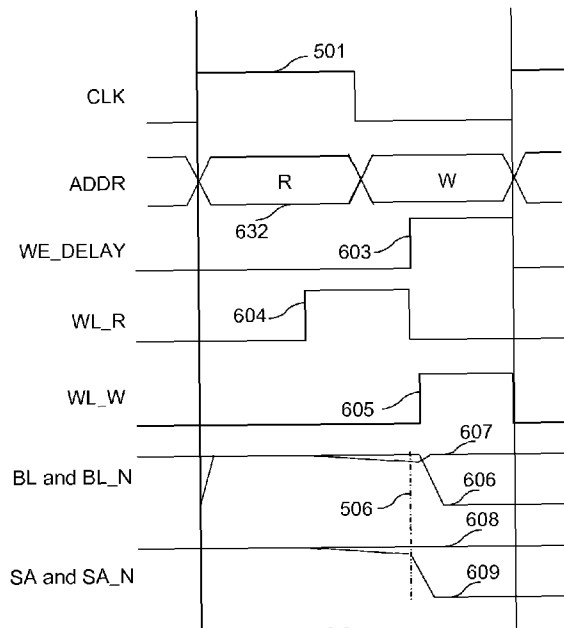 501
CLK
ADDR
R
W
632
WE_DELAY
603
WL_R
604
WL_W
605
607
BL and BL_N
606
506
608
SA and SA_N
609